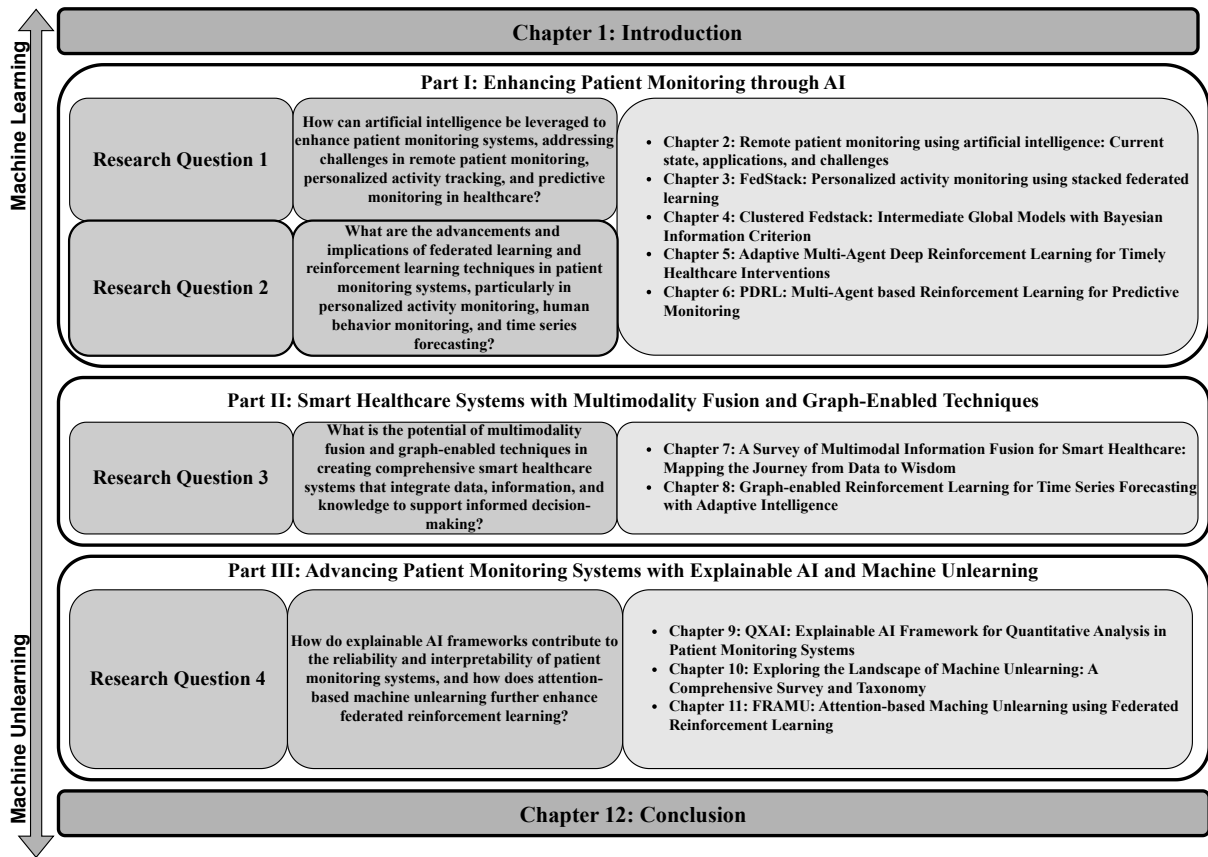 Chapter 1: Introduction
Machine Learning
Part I: Enhancing Patient Monitoring through AI
Research Question 1
How can artificial intelligence be leveraged to
enhance patient monitoring systems, addressing
challenges in remote patient monitoring,
personalized activity tracking, and predictive
monitoring in healthcare?
Research Question 2
What are the advancements and
implications of federated learning and
reinforcement learning techniques in patient
monitoring systems, particularly in
personalized activity monitoring, human
behavior monitoring, and time series
forecasting?
• Chapter 2: Remote patient monitoring using artificial intelligence: Current
state, applications, and challenges
• Chapter 3: FedStack: Personalized activity monitoring using stacked federated
learning
• Chapter 4: Clustered Fedstack: Intermediate Global Models with Bayesian
Information Criterion
• Chapter 5: Adaptive Multi-Agent Deep Reinforcement Learning for Timely
Healthcare Interventions
• Chapter 6: PDRL: Multi-Agent based Reinforcement Learning for Predictive
Monitoring
Part II: Smart Healthcare Systems with Multimodality Fusion and Graph-Enabled Techniques
Research Question 3
What is the potential of multimodality
fusion and graph-enabled techniques in
creating comprehensive smart healthcare
systems that integrate data, information, and
knowledge to support informed decision-
making?
• Chapter 7: A Survey of Multimodal Information Fusion for Smart Healthcare:
Mapping the Journey from Data to Wisdom
• Chapter 8: Graph-enabled Reinforcement Learning for Time Series Forecasting
with Adaptive Intelligence
Machine Unlearning
Part III: Advancing Patient Monitoring Systems with Explainable AI and Machine Unlearning
Research Question 4
How do explainable AI frameworks contribute to
the reliability and interpretability of patient
monitoring systems, and how does attention-
based machine unlearning further enhance
federated reinforcement learning?
• Chapter 9: QXAI: Explainable AI Framework for Quantitative Analysis in
Patient Monitoring Systems
• Chapter 10: Exploring the Landscape of Machine Unlearning: A
Comprehensive Survey and Taxonomy
• Chapter 11: FRAMU: Attention-based Maching Unlearning using Federated
Reinforcement Learning
Chapter 12: Conclusion